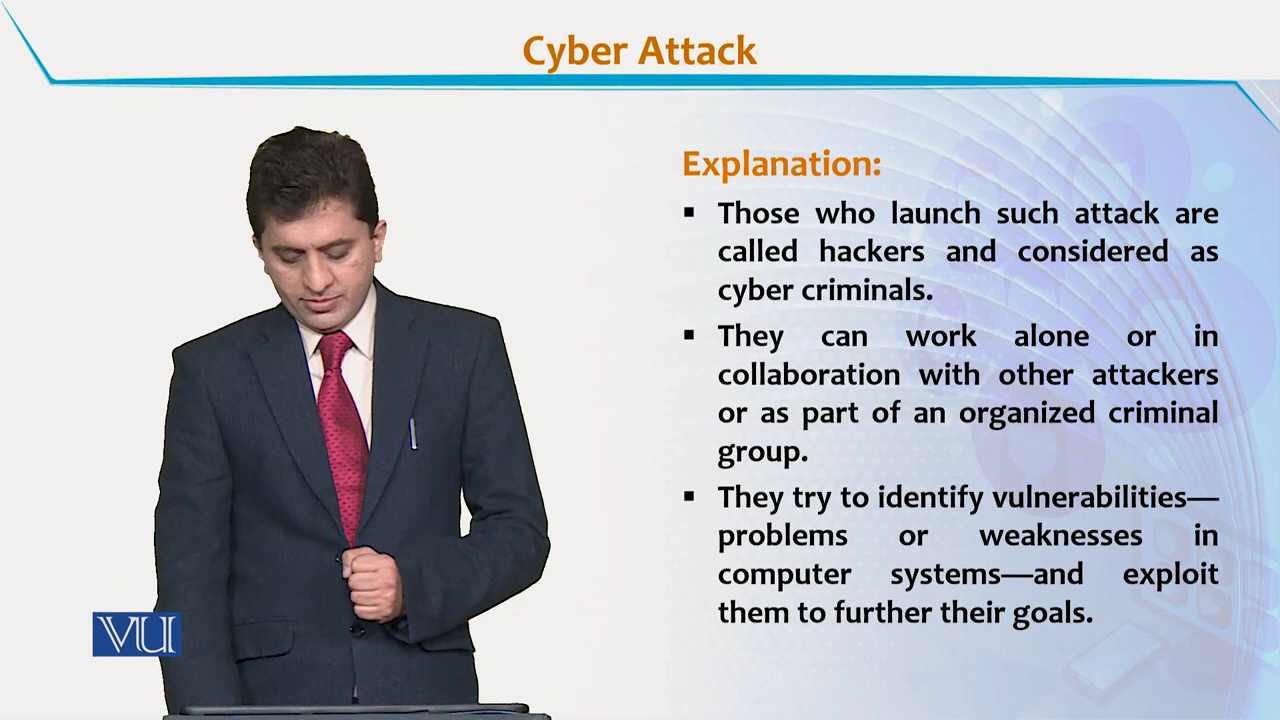 Cyber Attack
Explanation:
▪ Those who launch such attack are
called hackers and considered as
cyber criminals.
▪ They can work alone or in
collaboration with other attackers
or as part of an organized criminal
group.
▪ They try to identify vulnerabilities—
problems or weaknesses in
computer systems—and exploit
them to further their goals.
VU